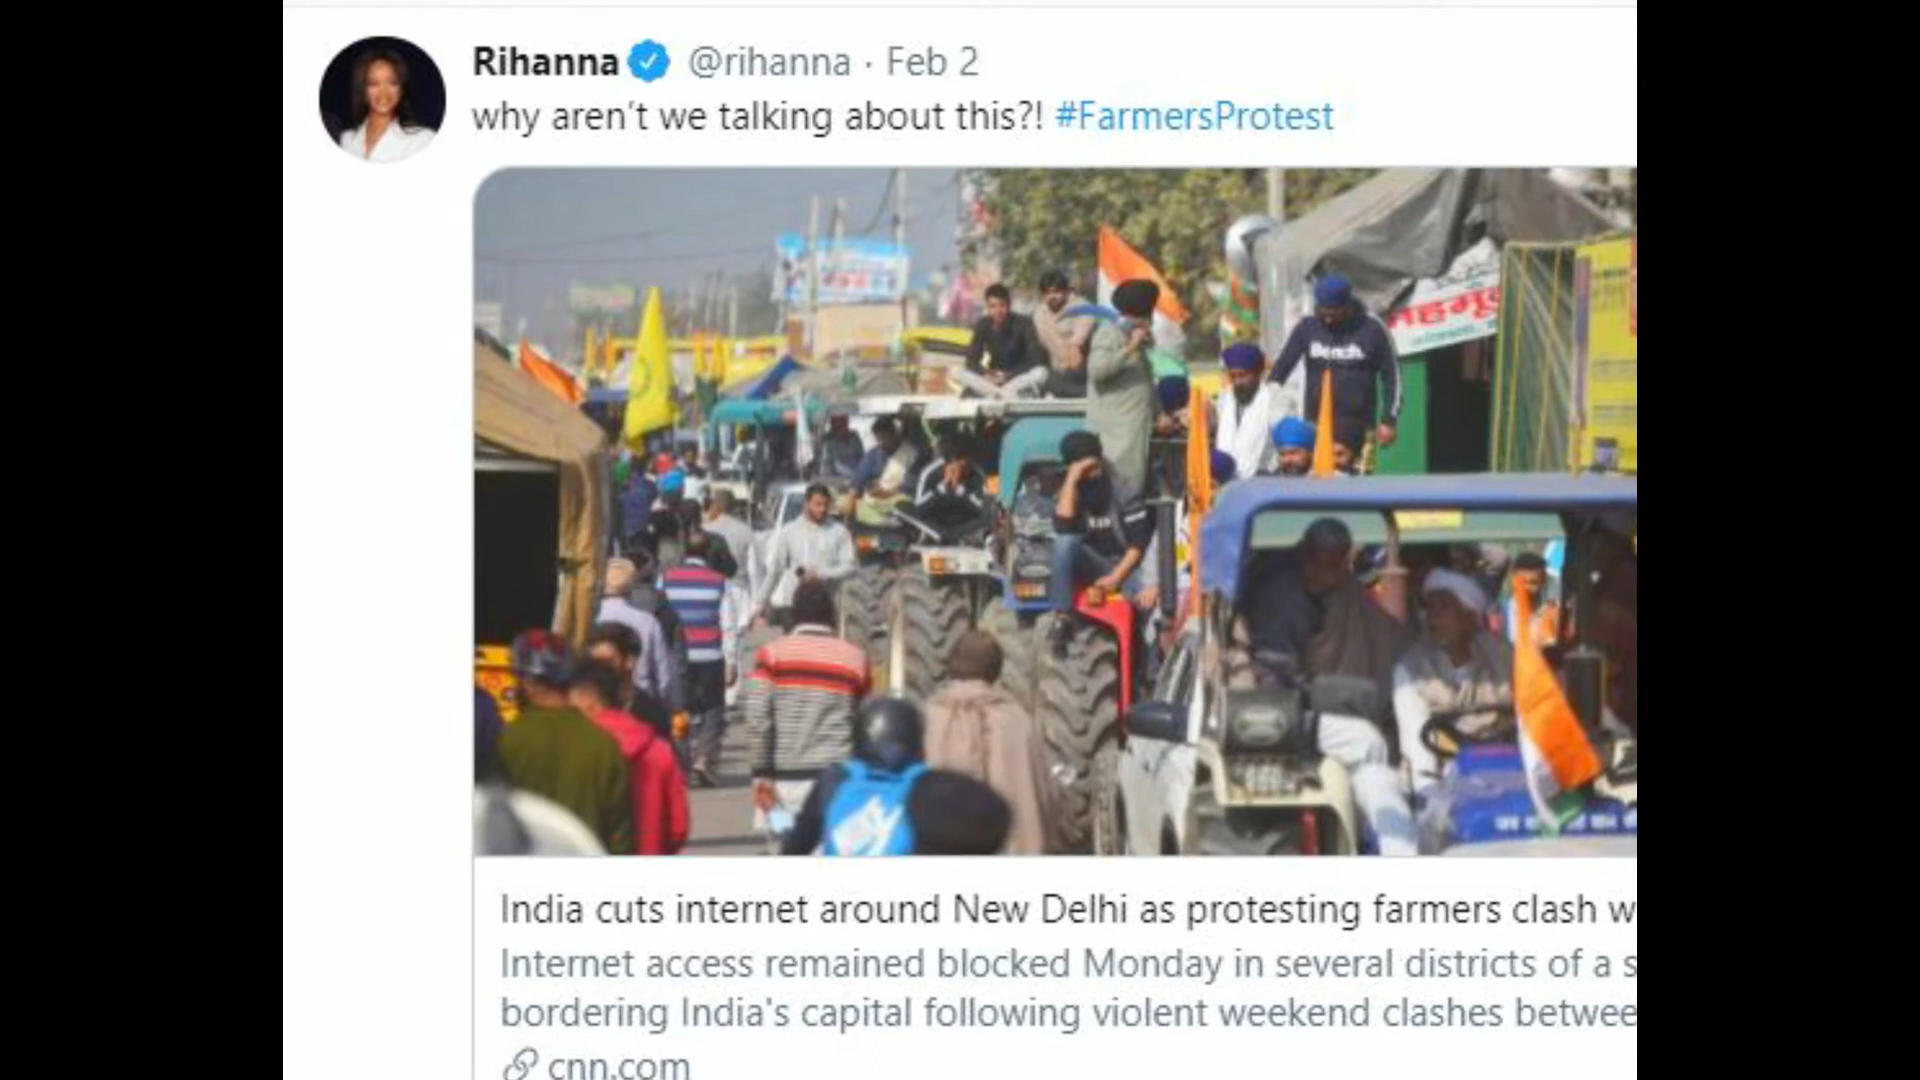 Rihanna @rihanna · Feb 2
why aren’t we talking about this?! #FarmersProtest
Bench.
India cuts internet around New Delhi as protesting farmers clash w
Internet access remained blocked Monday in several districts of a s
bordering India's capital following violent weekend clashes betwee
cnn.com